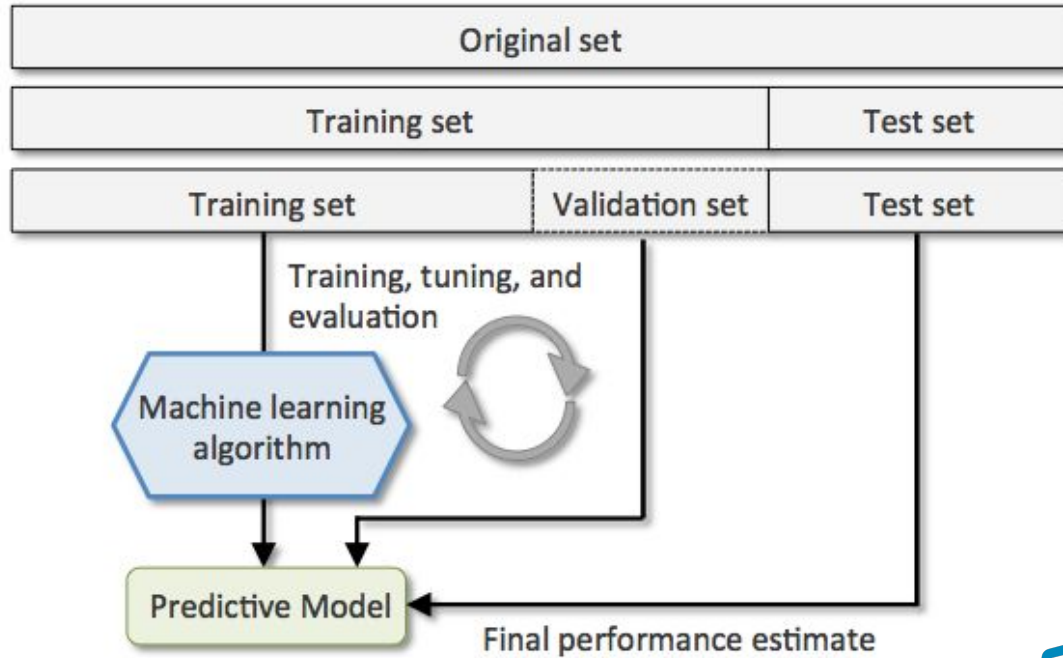 Original set
Training set Test set
Training set Validation set Test set
Training, tuning, and
evaluation
Machine learning
algorithm
Predictive Model
Final performance estimate